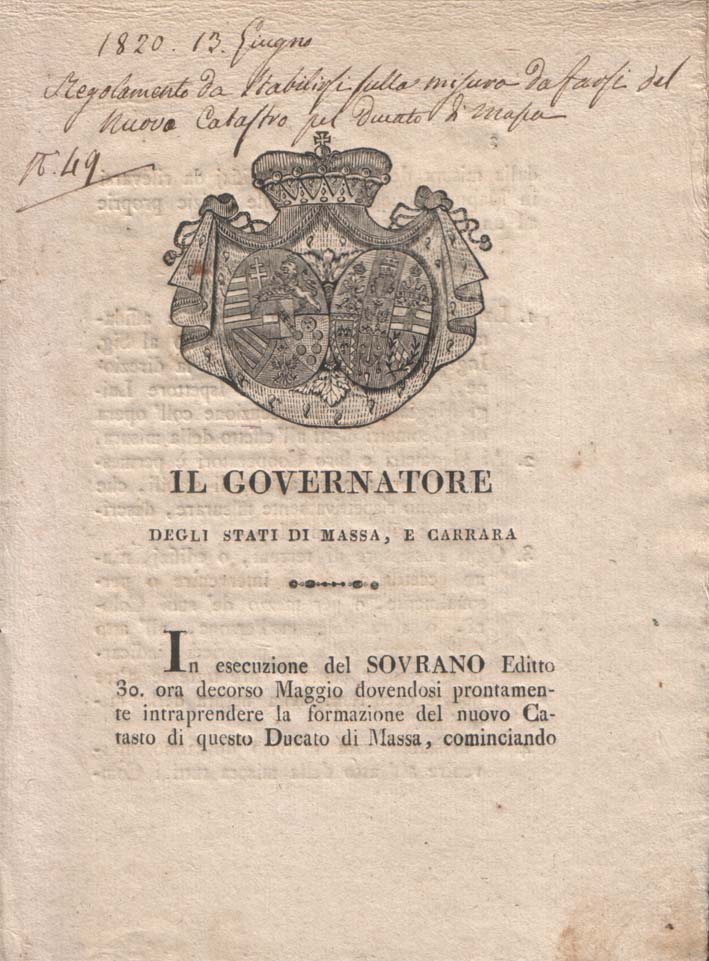 1820. 13. Giugno
Regolamento da Stabilirsi sulla misura da farsi del
Nuovo Catastro pel Ducato di Massa
N. 49
IL GOVERNATORE
DEGLI STATI DI MASSA, E CARRARA
In esecuzione del SOVRANO Editto
30. ora decorso Maggio dovendosi prontamen-
te intraprendere la formazione del nuovo Ca-
tasto di questo Ducato di Massa, cominciando